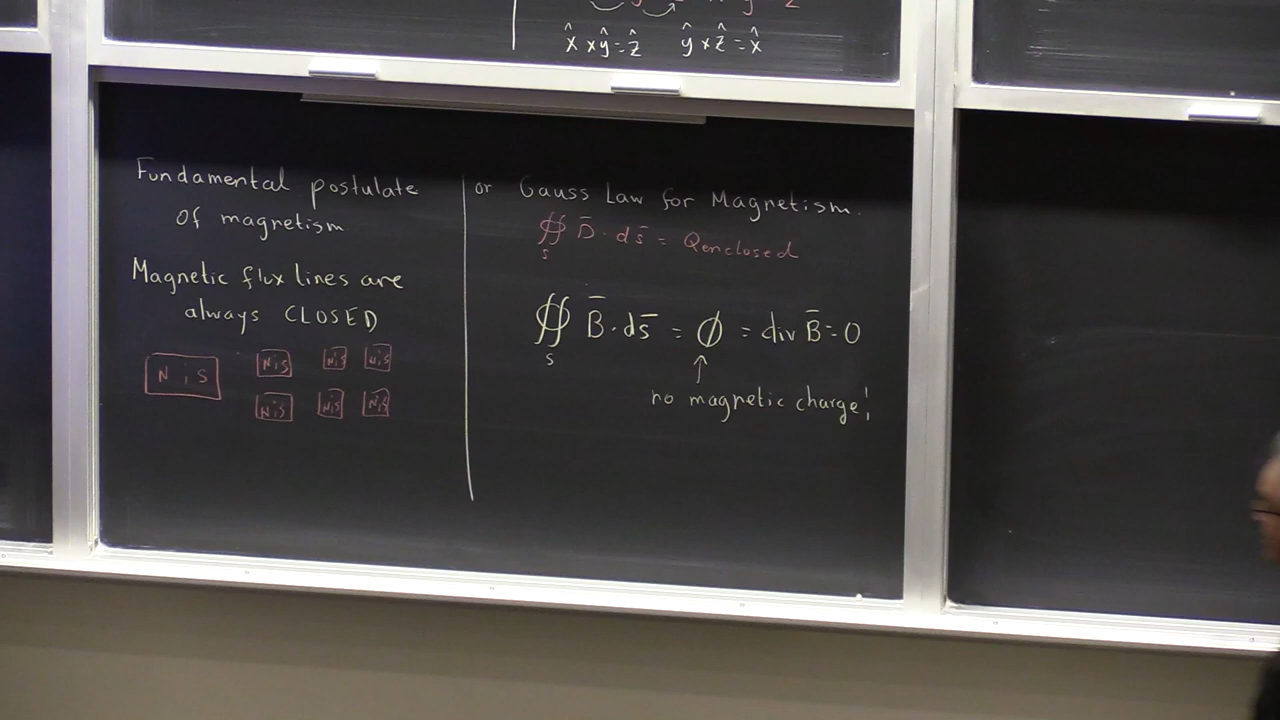 x̂ × ŷ = ẑ   ŷ × ẑ = x̂
Fundamental postulate
of magnetism
Magnetic flux lines are
always CLOSED
N ¦ S
N¦S N¦S N¦S
N¦S N¦S N¦S
or Gauss Law for Magnetism.
∯ D̄ · ds̄ = Qenclosed
S
∯ B̄ · ds̄ = ∅ = div B̄ = 0
S
↑
no magnetic charge!